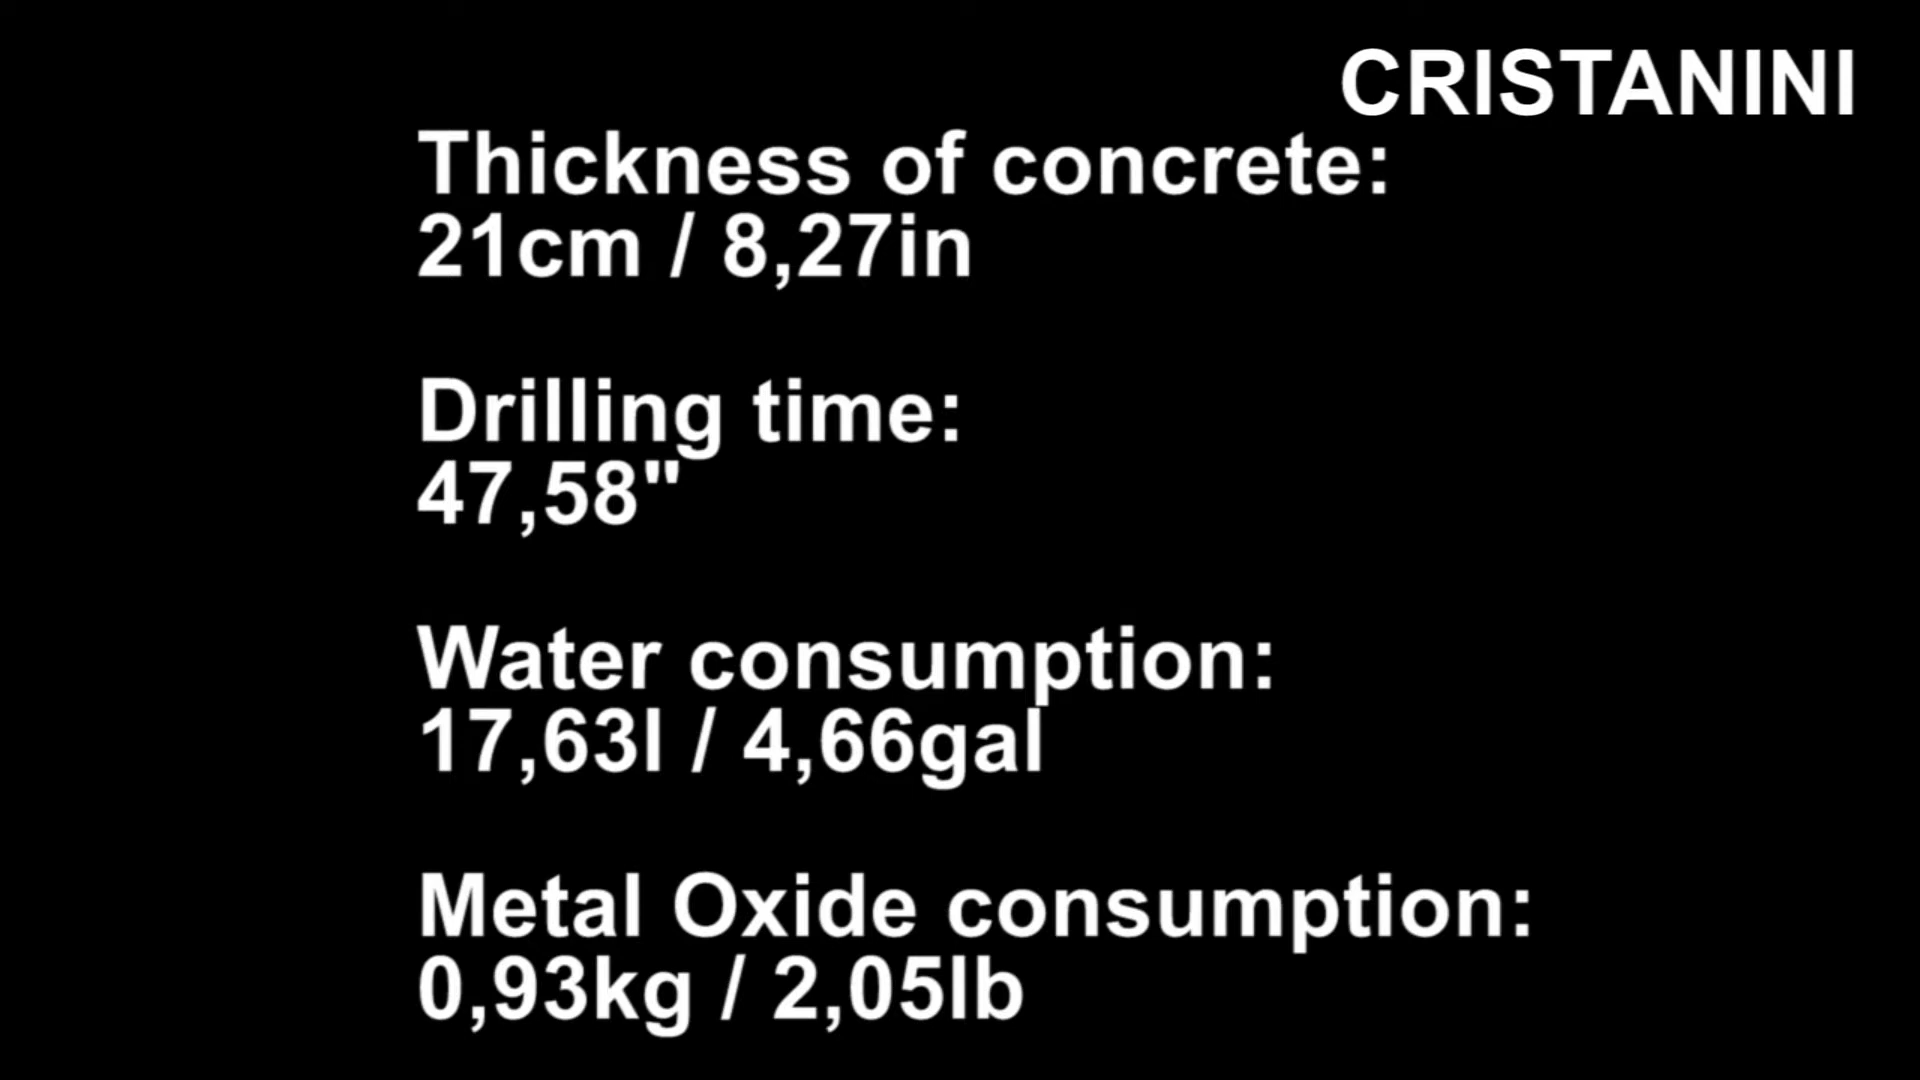 CRISTANINI
Thickness of concrete:
21cm / 8,27in
Drilling time:
47,58"
Water consumption:
17,63l / 4,66gal
Metal Oxide consumption:
0,93kg / 2,05lb